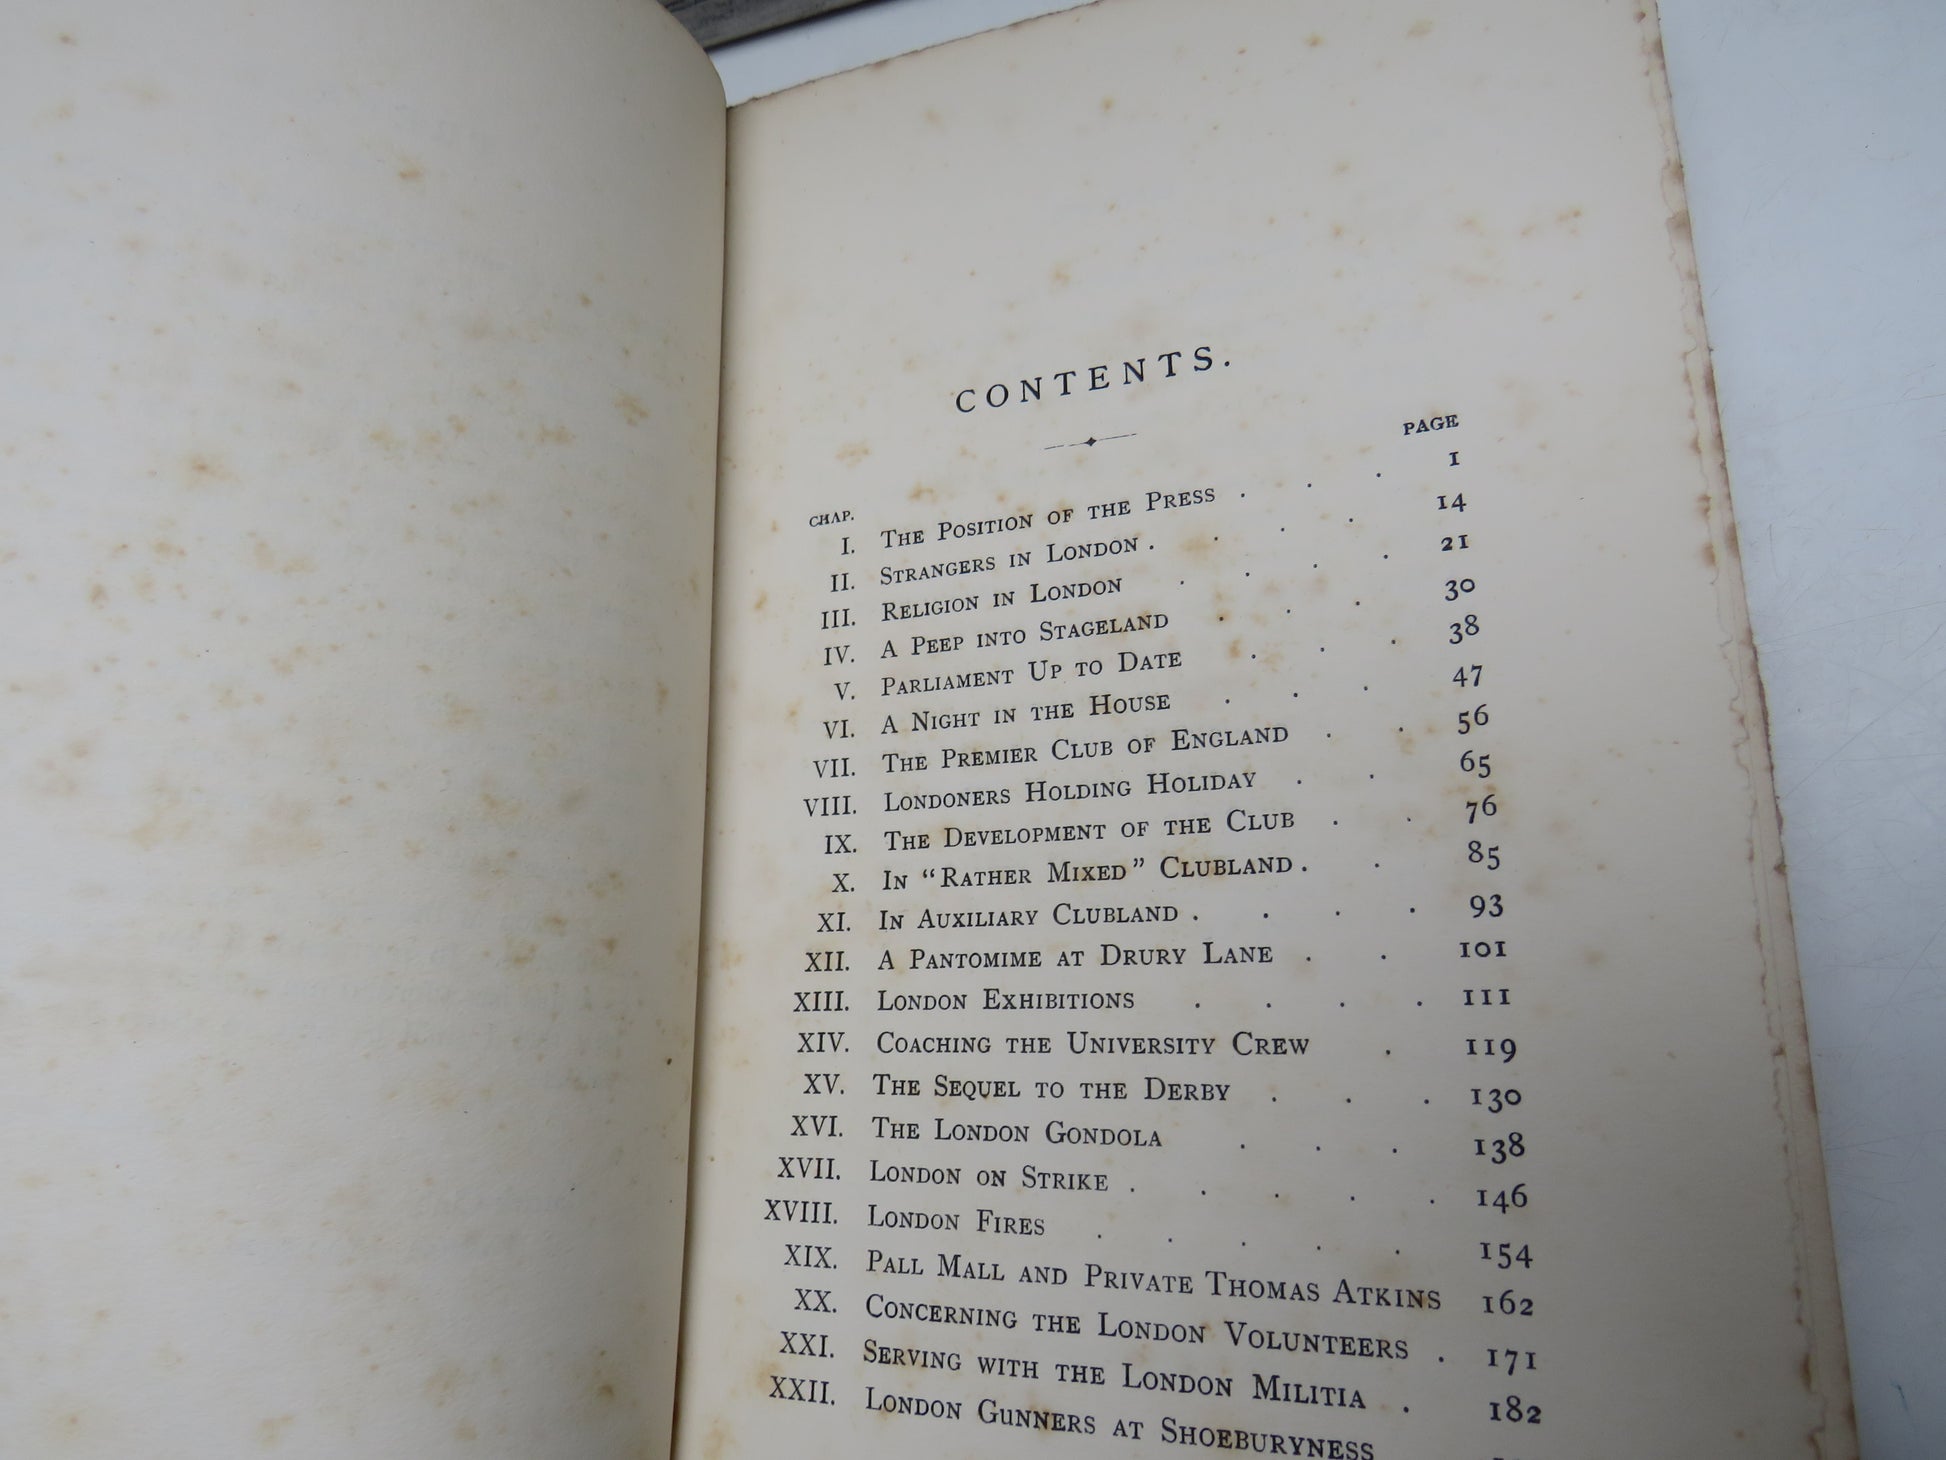 CONTENTS.
CHAP. PAGE
I. THE POSITION OF THE PRESS . . . 1
II. STRANGERS IN LONDON . . . . 14
III. RELIGION IN LONDON . . . . 21
IV. A PEEP INTO STAGELAND . . . 30
V. PARLIAMENT UP TO DATE . . . 38
VI. A NIGHT IN THE HOUSE . . . 47
VII. THE PREMIER CLUB OF ENGLAND . . 56
VIII. LONDONERS HOLDING HOLIDAY . . 65
IX. THE DEVELOPMENT OF THE CLUB . . 76
X. IN "RATHER MIXED" CLUBLAND . . 85
XI. IN AUXILIARY CLUBLAND . . . . 93
XII. A PANTOMIME AT DRURY LANE . . 101
XIII. LONDON EXHIBITIONS . . . . 111
XIV. COACHING THE UNIVERSITY CREW . 119
XV. THE SEQUEL TO THE DERBY . . . 130
XVI. THE LONDON GONDOLA . . . 138
XVII. LONDON ON STRIKE . . . . . 146
XVIII. LONDON FIRES . . . . . 154
XIX. PALL MALL AND PRIVATE THOMAS ATKINS 162
XX. CONCERNING THE LONDON VOLUNTEERS . 171
XXI. SERVING WITH THE LONDON MILITIA . 182
XXII. LONDON GUNNERS AT SHOEBURYNESS